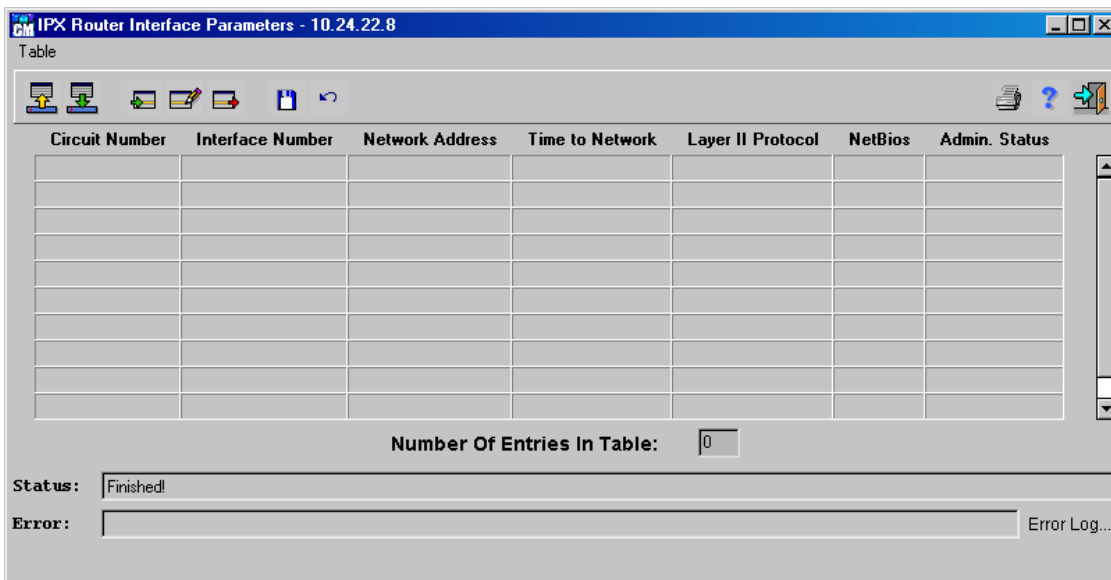 GM IPX Router Interface Parameters - 10.24.22.8
Table
Circuit Number Interface Number Network Address Time to Network Layer II Protocol NetBios Admin. Status
Number Of Entries In Table: 0
Status: Finished!
Error: Error Log...